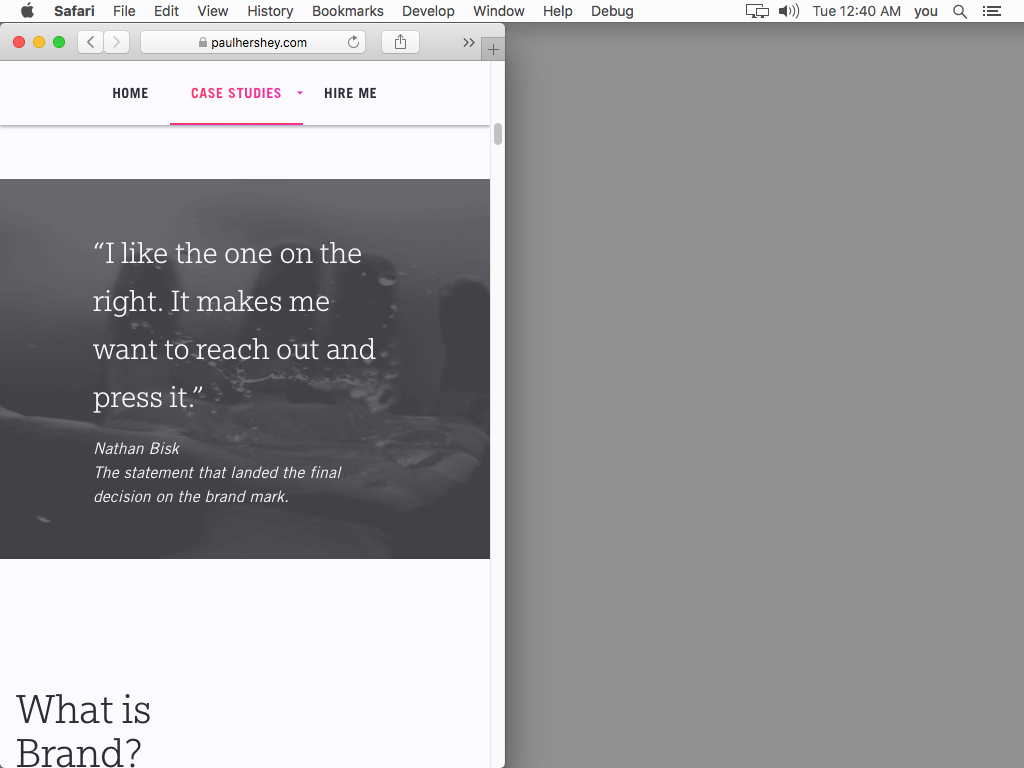 Safari File Edit View History Bookmarks Develop Window Help Debug Tue 12:40 AM you
paulhershey.com
HOME CASE STUDIES HIRE ME
“I like the one on the
right. It makes me
want to reach out and
press it.”
Nathan Bisk
The statement that landed the final
decision on the brand mark.
What is
Brand?